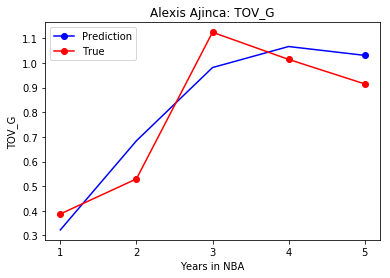 Alexis Ajinca: TOV_G
Prediction
True
TOV_G
1.1
1.0
0.9
0.8
0.7
0.6
0.5
0.4
0.3
1 2 3 4 5
Years in NBA